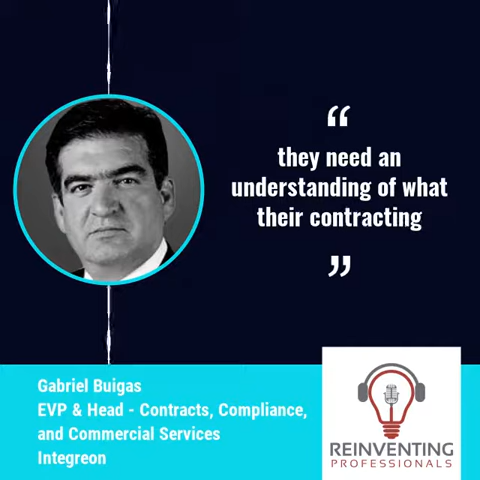 “
they need an
understanding of what
their contracting
”
Gabriel Buigas
EVP & Head - Contracts, Compliance,
and Commercial Services
Integreon
REINVENTING
PROFESSIONALS